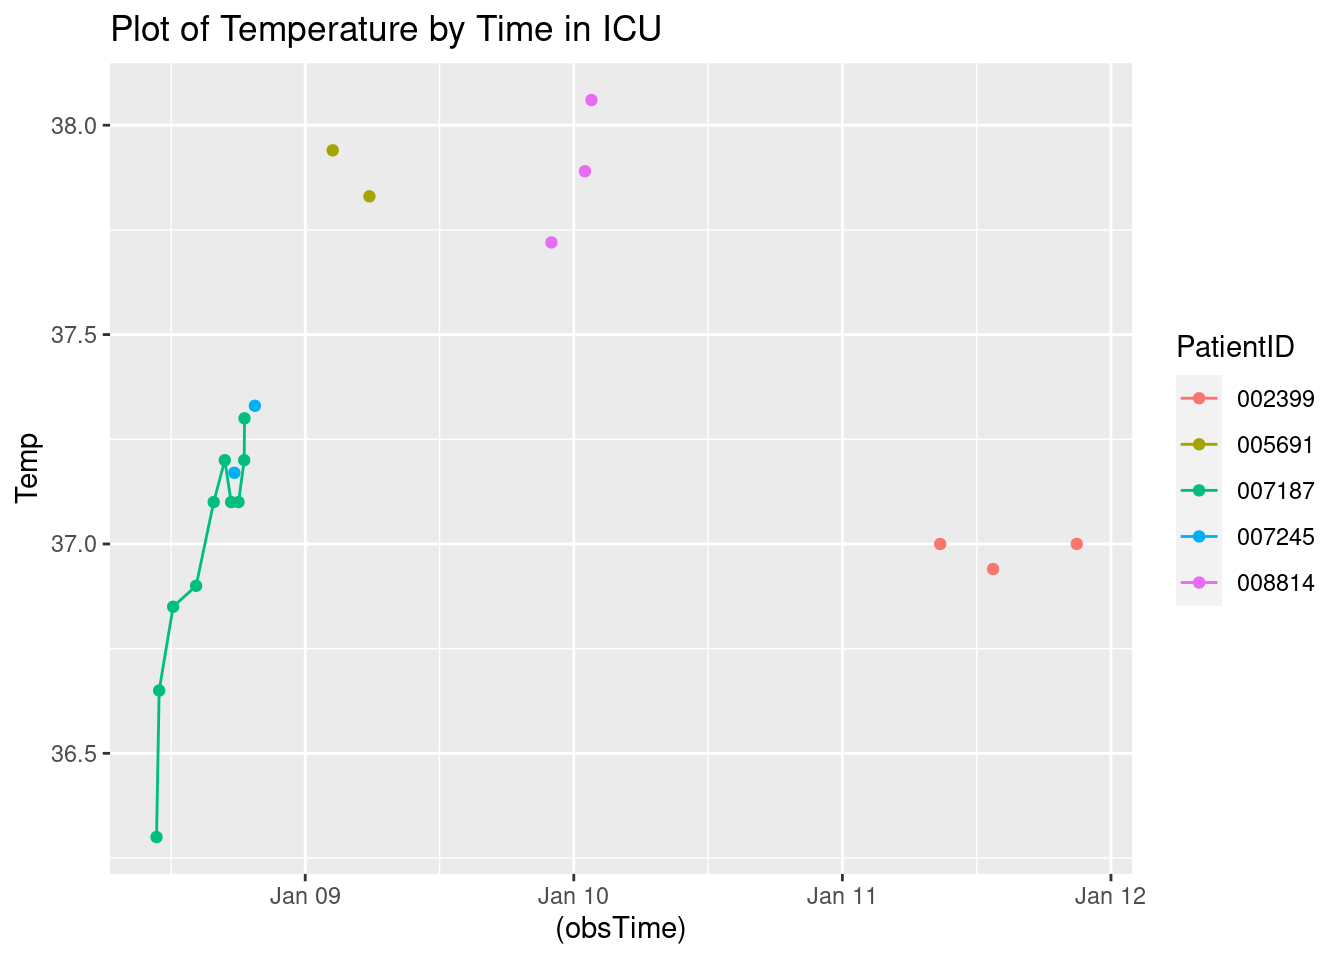 Plot of Temperature by Time in ICU
38.0
37.5
37.0
36.5
Temp
Jan 09
Jan 10
Jan 11
Jan 12
(obsTime)
PatientID
002399
005691
007187
007245
008814